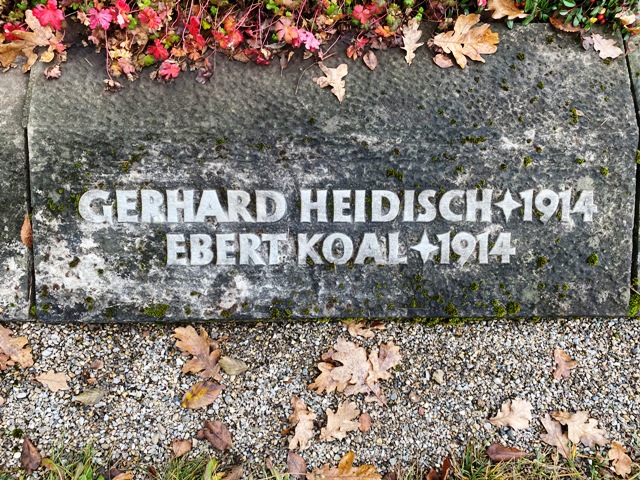 GERHARD HEIDISCH ✦ 1914
EBERT KOAL ✦ 1914